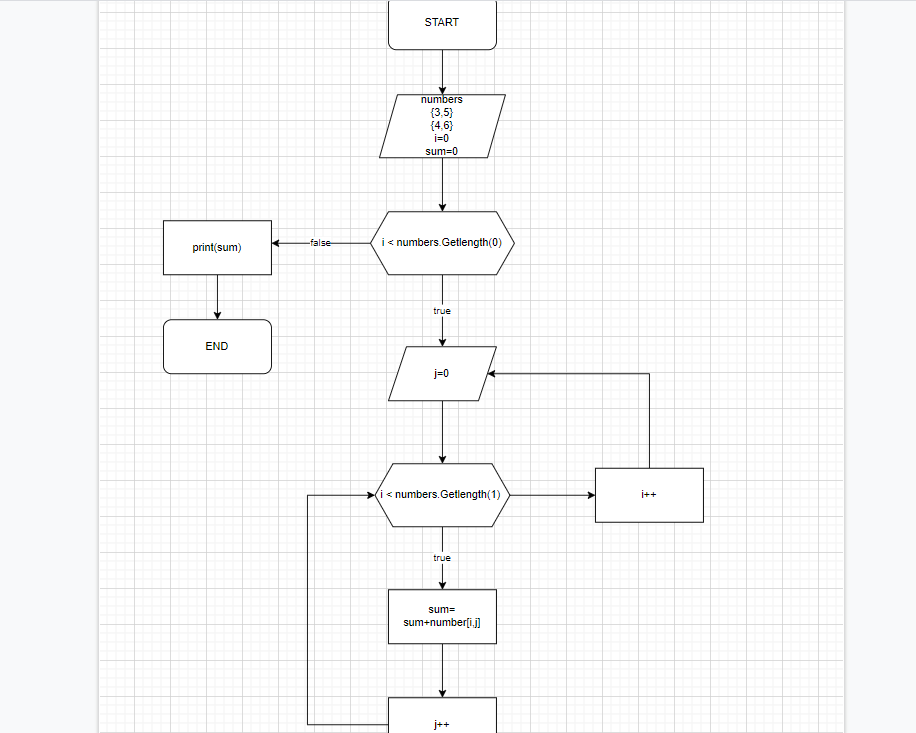 START
numbers
{3,5}
{4,6}
i=0
sum=0
i < numbers.Getlength(0)
false
print(sum)
END
true
j=0
i < numbers.Getlength(1)
i++
true
sum=
sum+number[i,j]
j++